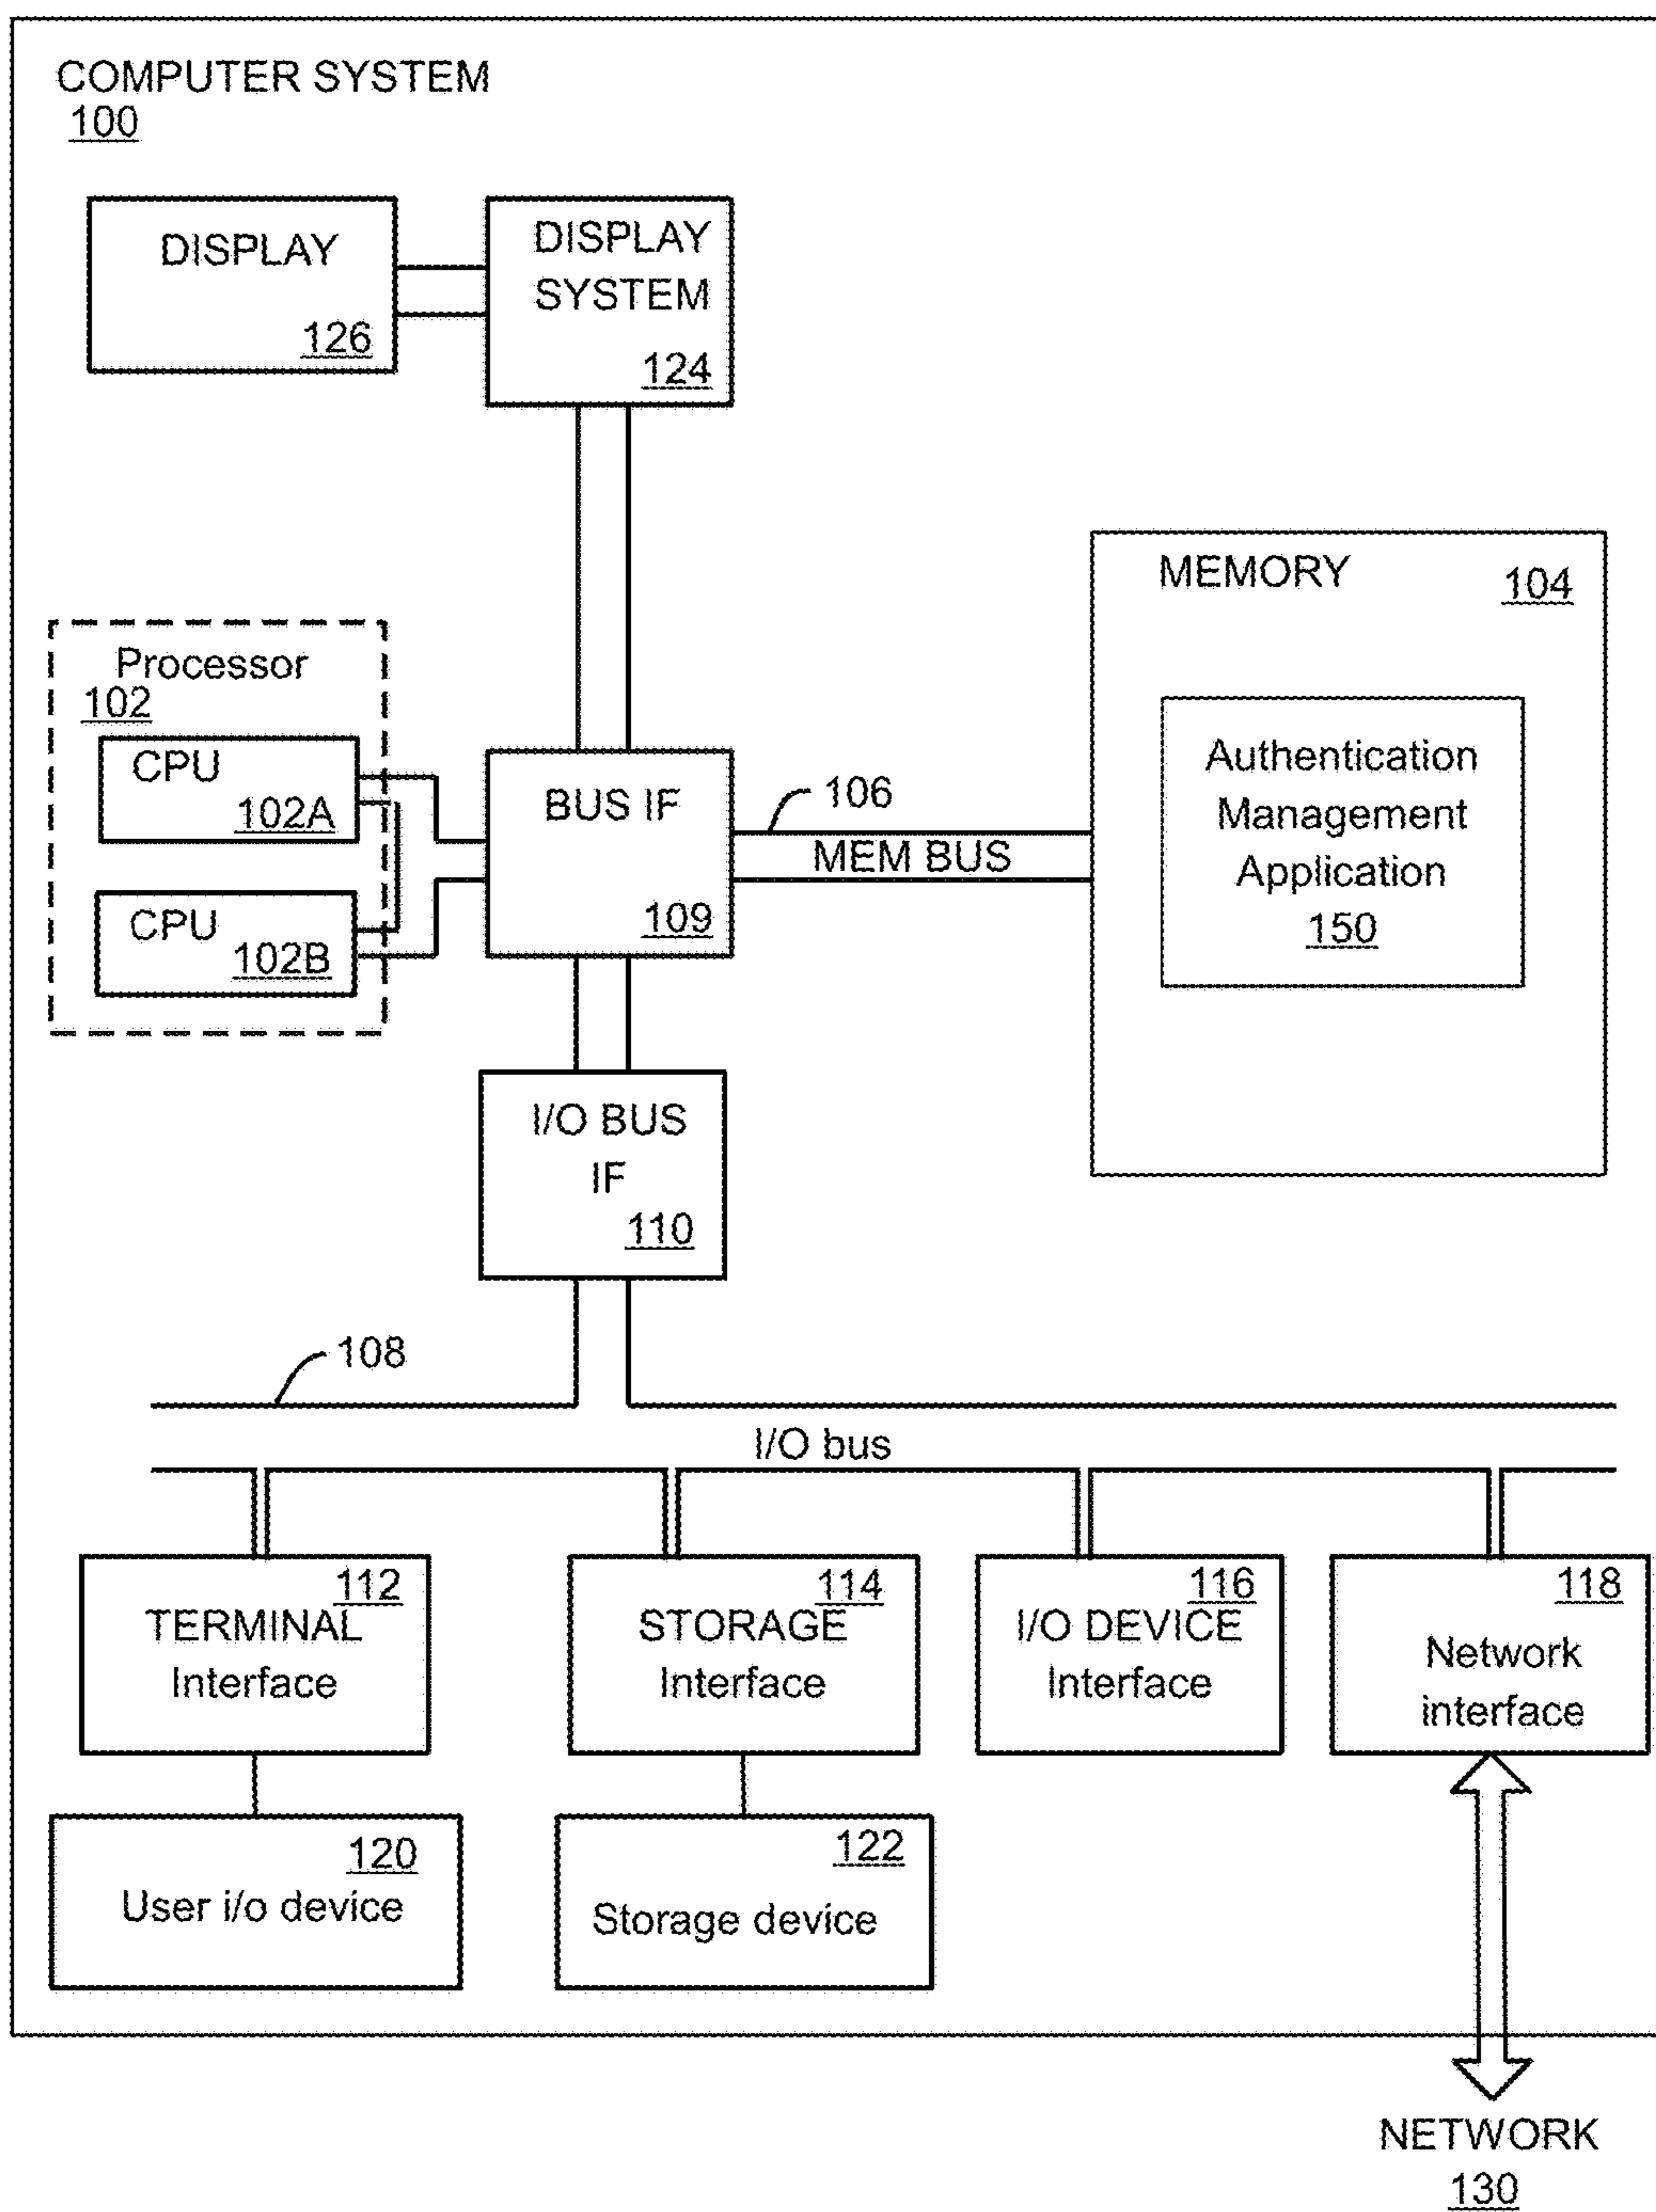 COMPUTER SYSTEM
100
DISPLAY
126
DISPLAY
SYSTEM
124
MEMORY
104
Authentication
Management
Application
150
Processor
102
CPU
102A
CPU
102B
BUS IF
109
106
MEM BUS
I/O BUS
IF
110
108
I/O bus
112
TERMINAL
Interface
114
STORAGE
Interface
116
I/O DEVICE
Interface
118
Network
interface
120
User i/o device
122
Storage device
NETWORK
130